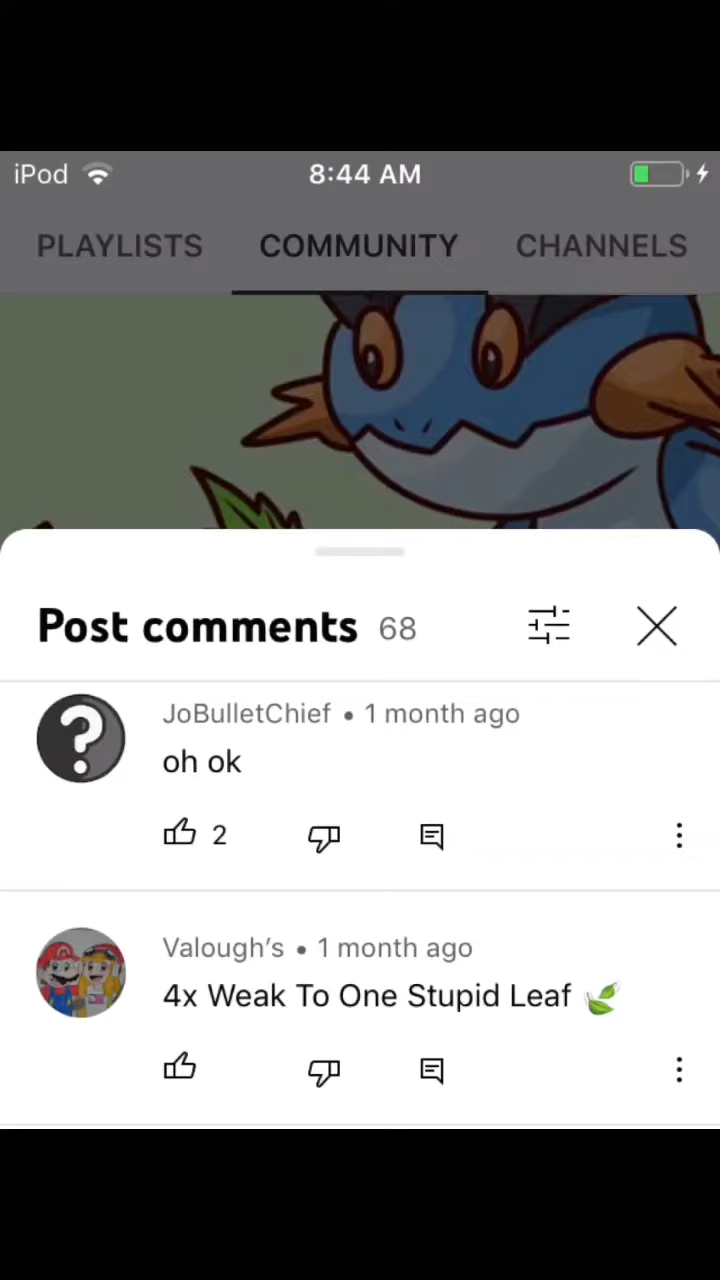 iPod 8:44 AM
PLAYLISTS COMMUNITY CHANNELS
Post comments 68
JoBulletChief • 1 month ago
oh ok
2
Valough’s • 1 month ago
4x Weak To One Stupid Leaf 🌿